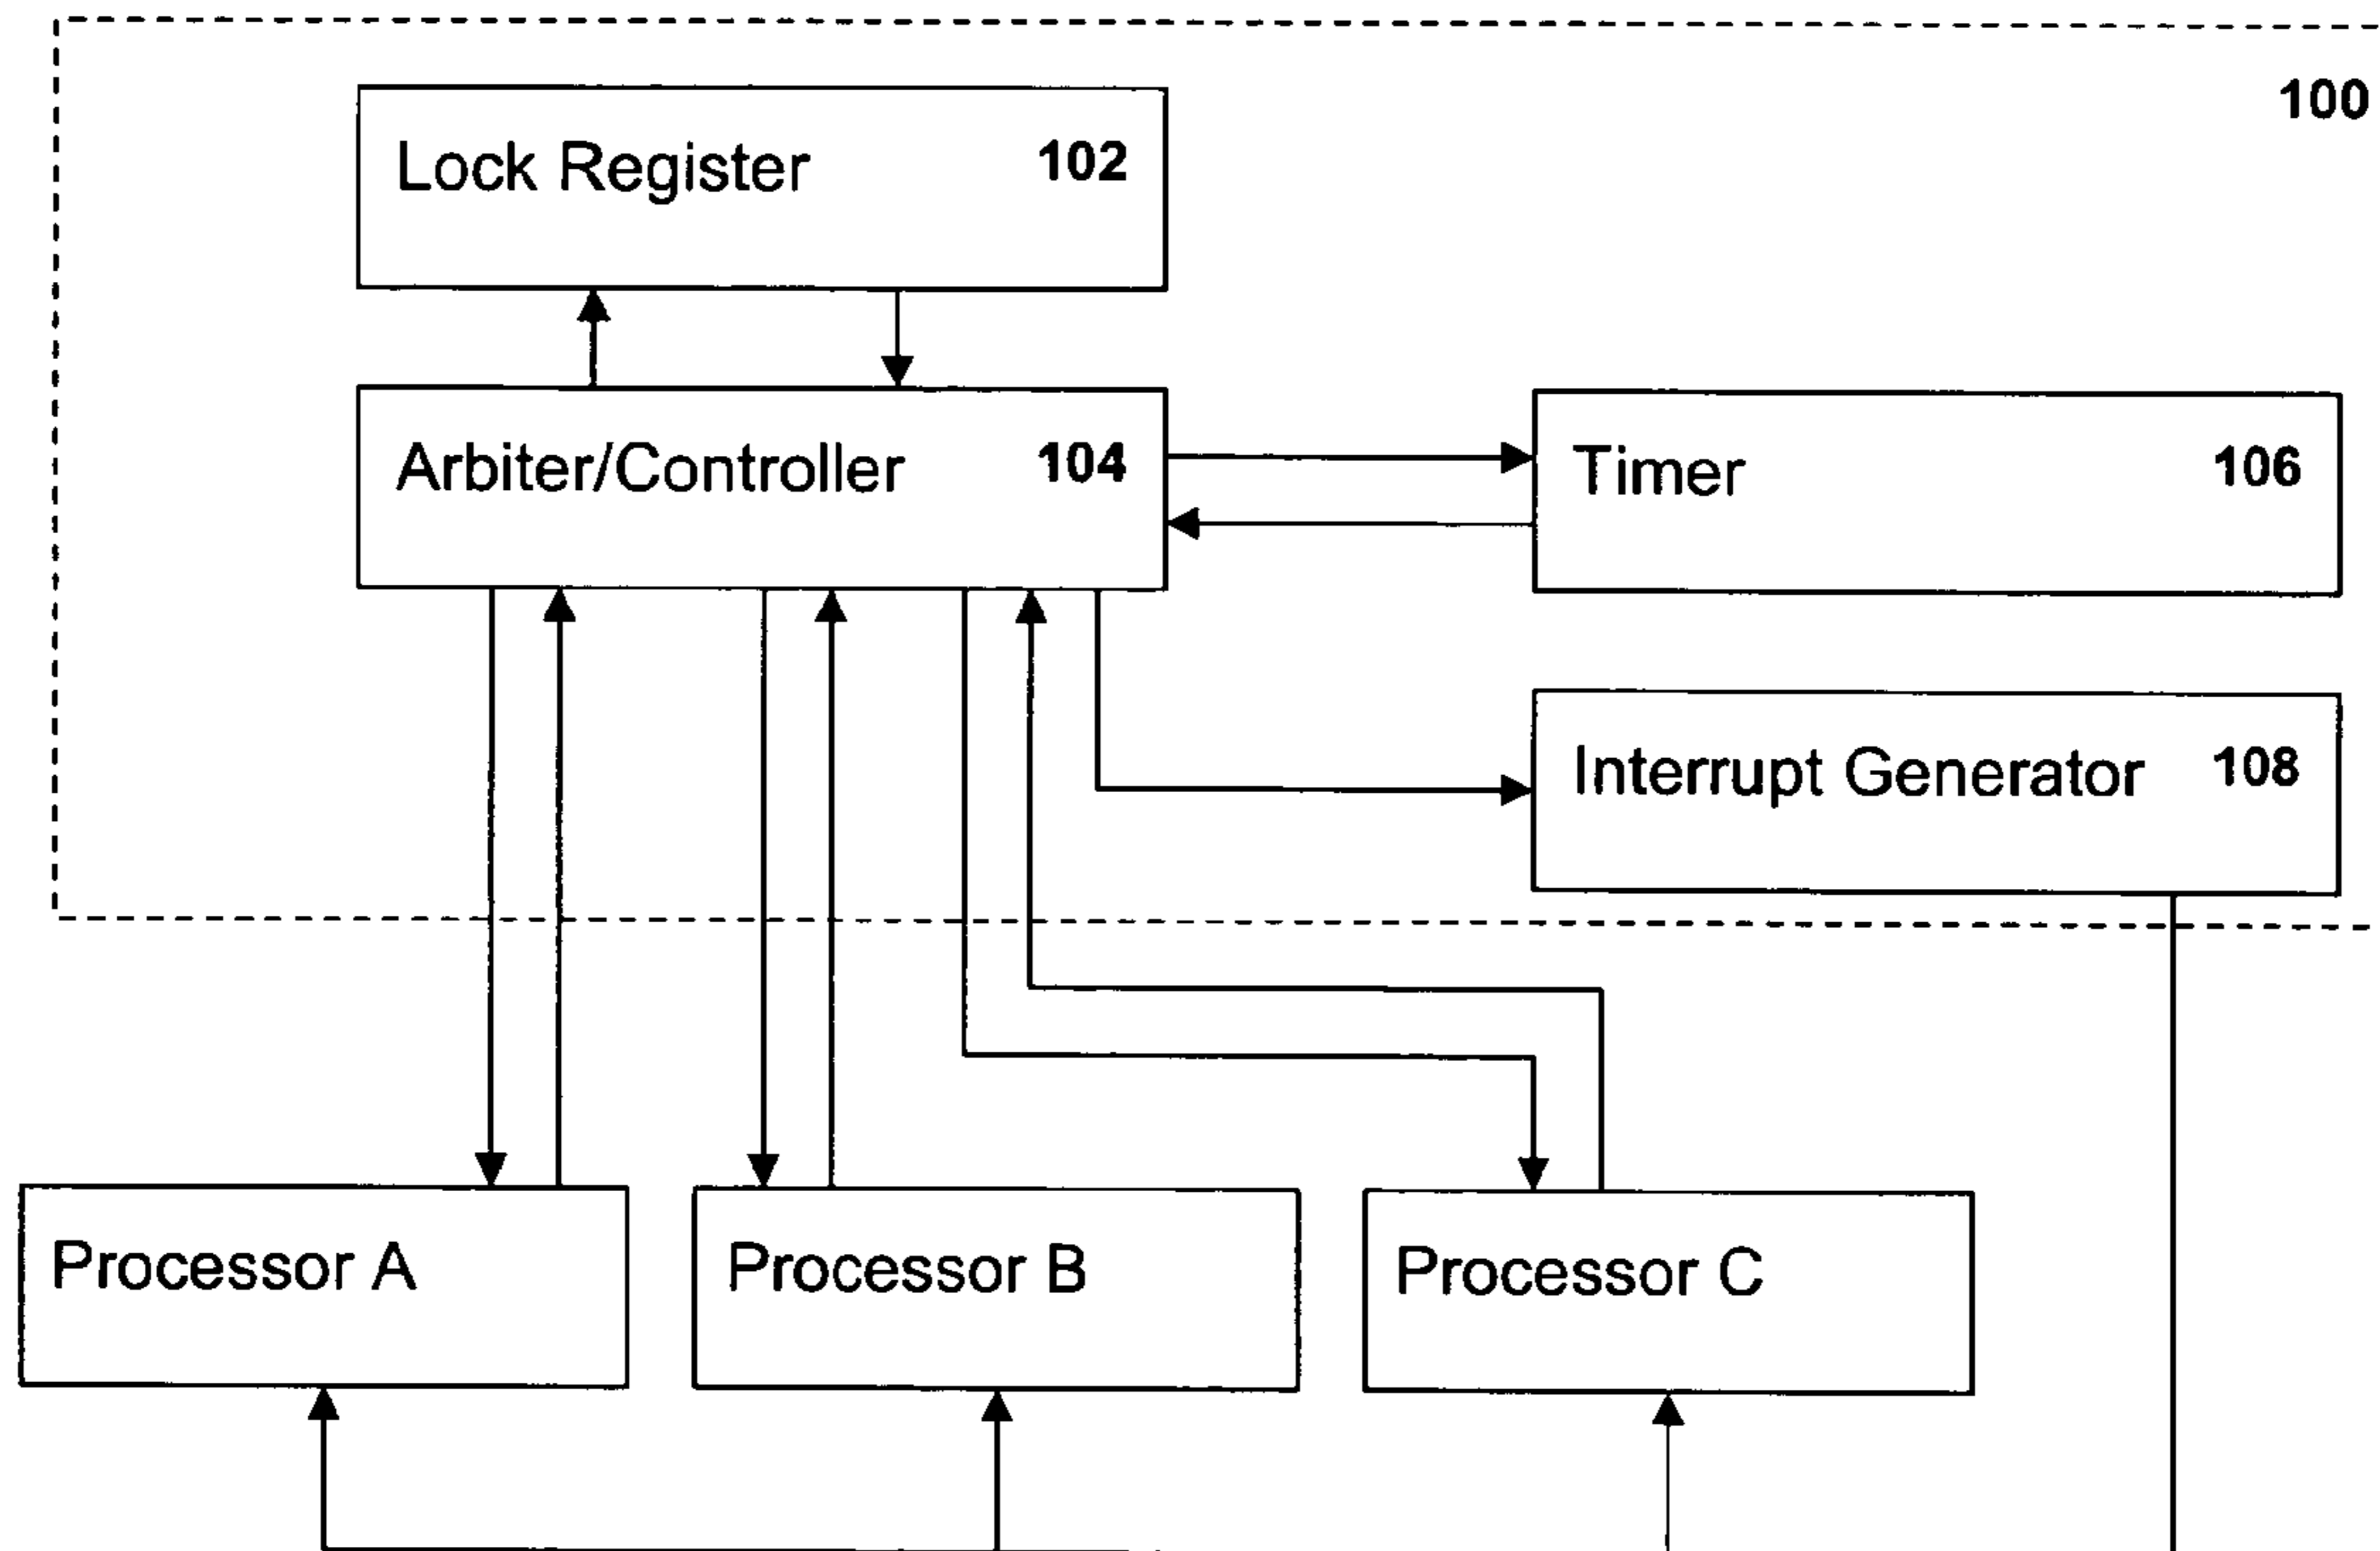 100
Lock Register 102
Arbiter/Controller 104
Timer 106
Interrupt Generator 108
Processor A
Processor B
Processor C